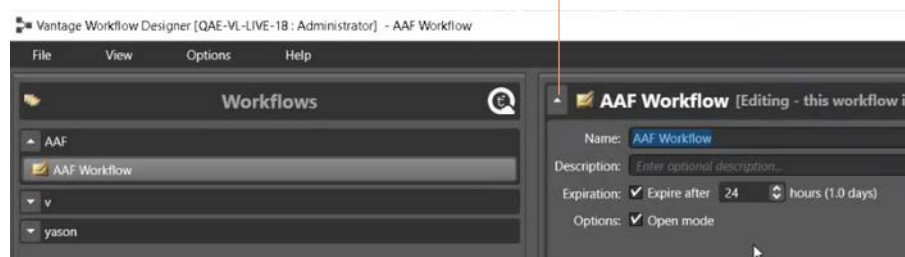 Vantage Workflow Designer [QAE-VL-LIVE-18 : Administrator] - AAF Workflow
File View Options Help
Workflows
AAF
AAF Workflow
v
yason
AAF Workflow [Editing - this workflow i
Name: AAF Workflow
Description: Enter optional description...
Expiration: Expire after 24 hours (1.0 days)
Options: Open mode